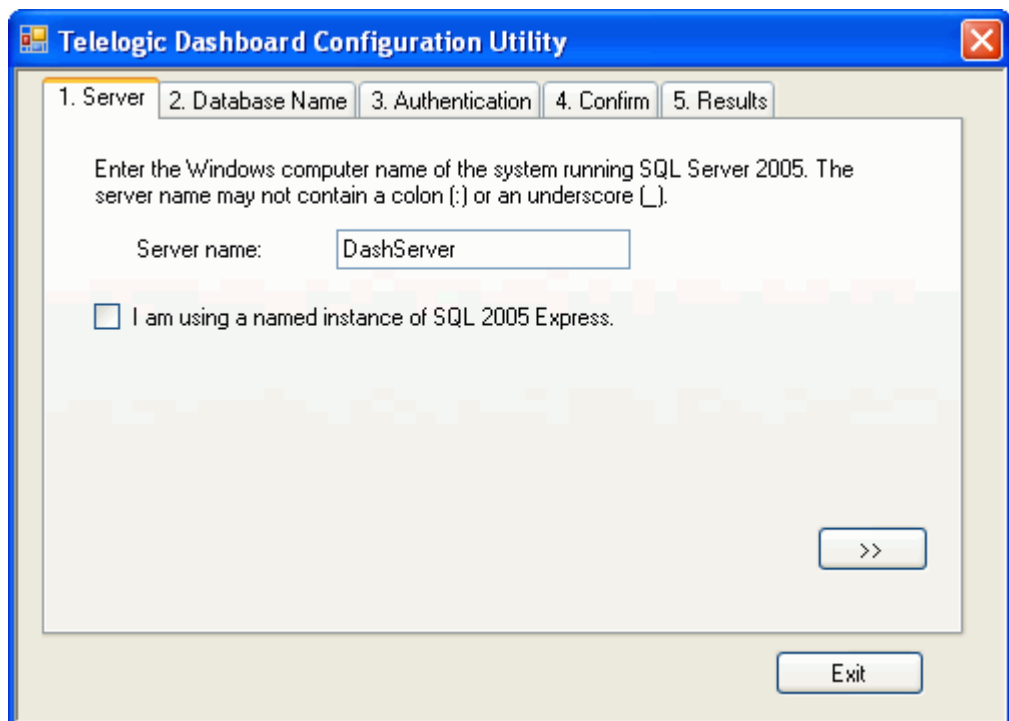 Telelogic Dashboard Configuration Utility
1. Server 2. Database Name 3. Authentication 4. Confirm 5. Results
Enter the Windows computer name of the system running SQL Server 2005. The
server name may not contain a colon (:) or an underscore (_).
Server name: DashServer
I am using a named instance of SQL 2005 Express.
>>
Exit